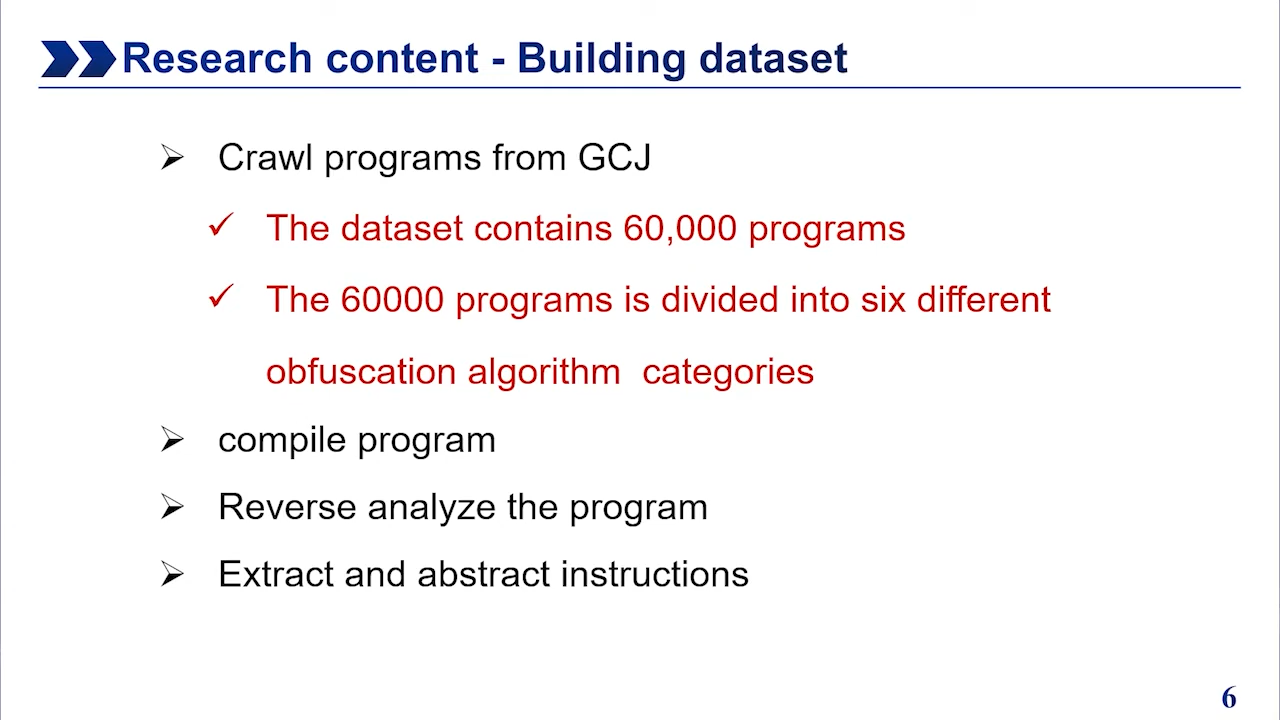 Research content - Building dataset
Crawl programs from GCJ
The dataset contains 60,000 programs
The 60000 programs is divided into six different
obfuscation algorithm  categories
compile program
Reverse analyze the program
Extract and abstract instructions
6